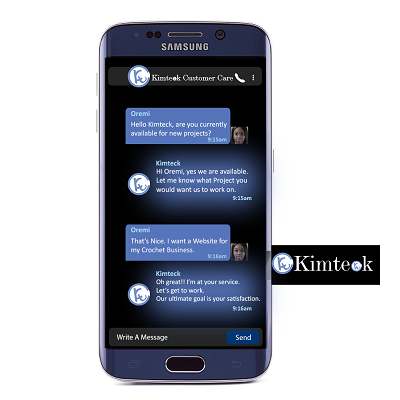 SAMSUNG
Kimteck Customer Care
Oremi
Hello Kimteck, are you currently
available for new projects?
9:15am
Kimteck
Hi Oremi, yes we are available.
Let me know what Project you
would want us to work on.
9:15am
Oremi
That's Nice. I want a Website for
my Crochet Business.
9:16am
Kimteck
Oh great!! I'm at your service.
Let's get to work.
Our ultimate goal is your satisfaction.
9:16am
Kimteck
Write A Message
Send